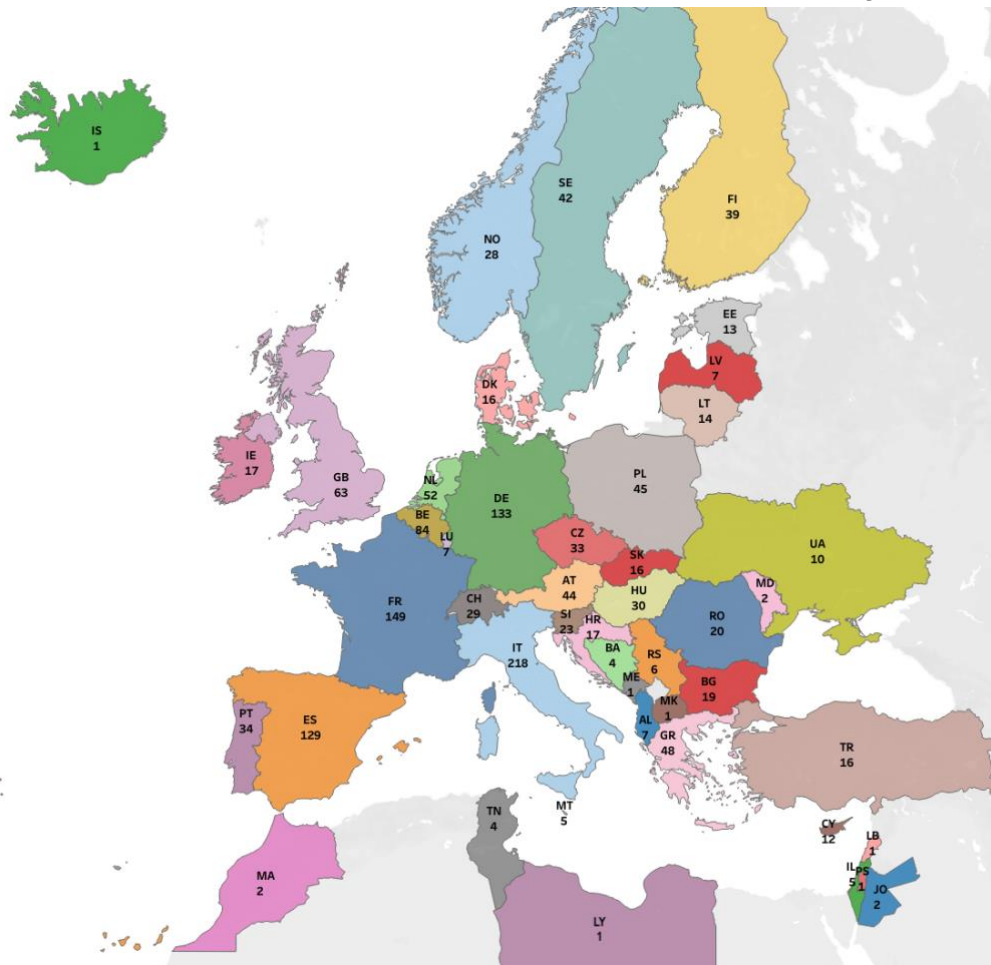 IS
1
SE
42
FI
39
NO
28
EE
13
LV
7
DK
16
LT
14
IE
17
GB
63
NL
52
DE
133
PL
45
BE
84
LU
7
CZ
33
UA
10
SK
16
AT
44
HU
30
MD
2
FR
149
CH
29
SI
23
HR
17
RO
20
IT
218
BA
4
RS
6
ME
1
BG
19
MK
1
PT
34
ES
129
AL
7
GR
48
TR
16
MT
5
TN
4
CY
12
LB
1
IL
5
PS
1
MA
2
JO
2
LY
1